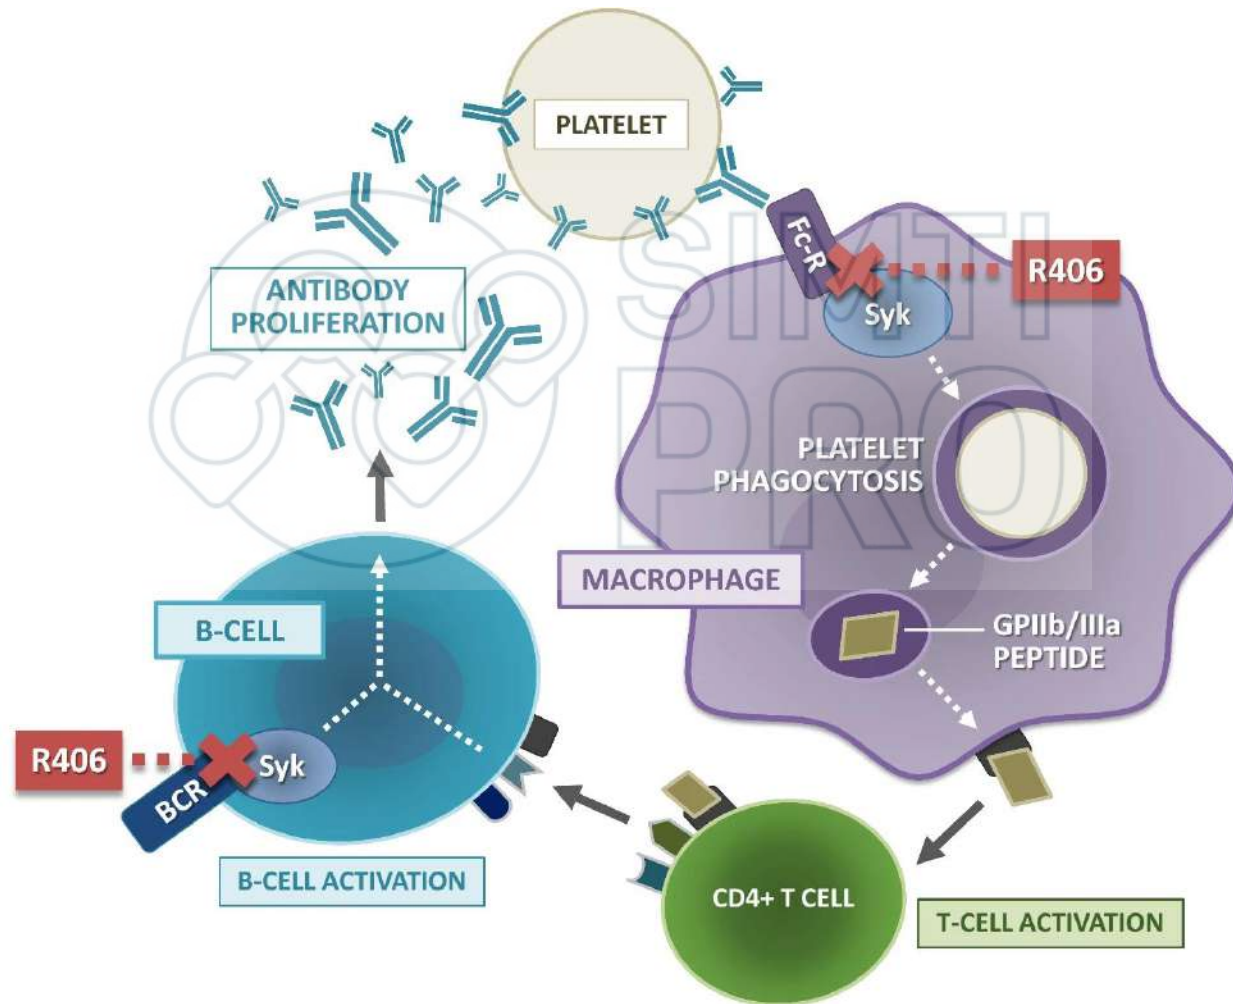 PLATELET
Fc-R
R406
Syk
ANTIBODY
PROLIFERATION
SIMTI
PRO
PLATELET
PHAGOCYTOSIS
MACROPHAGE
B-CELL
GPIIb/IIIa
PEPTIDE
R406
Syk
BCR
B-CELL ACTIVATION
CD4+ T CELL
T-CELL ACTIVATION